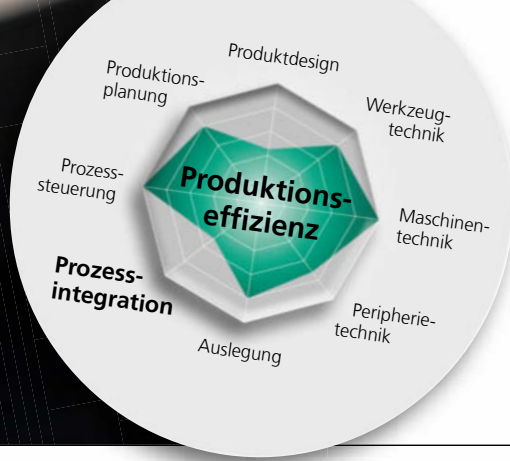 Produktdesign
Werkzeug-
technik
Maschinen-
technik
Peripherie-
technik
Auslegung
Prozess-
integration
Prozess-
steuerung
Produktions-
planung
Produktions-
effizienz